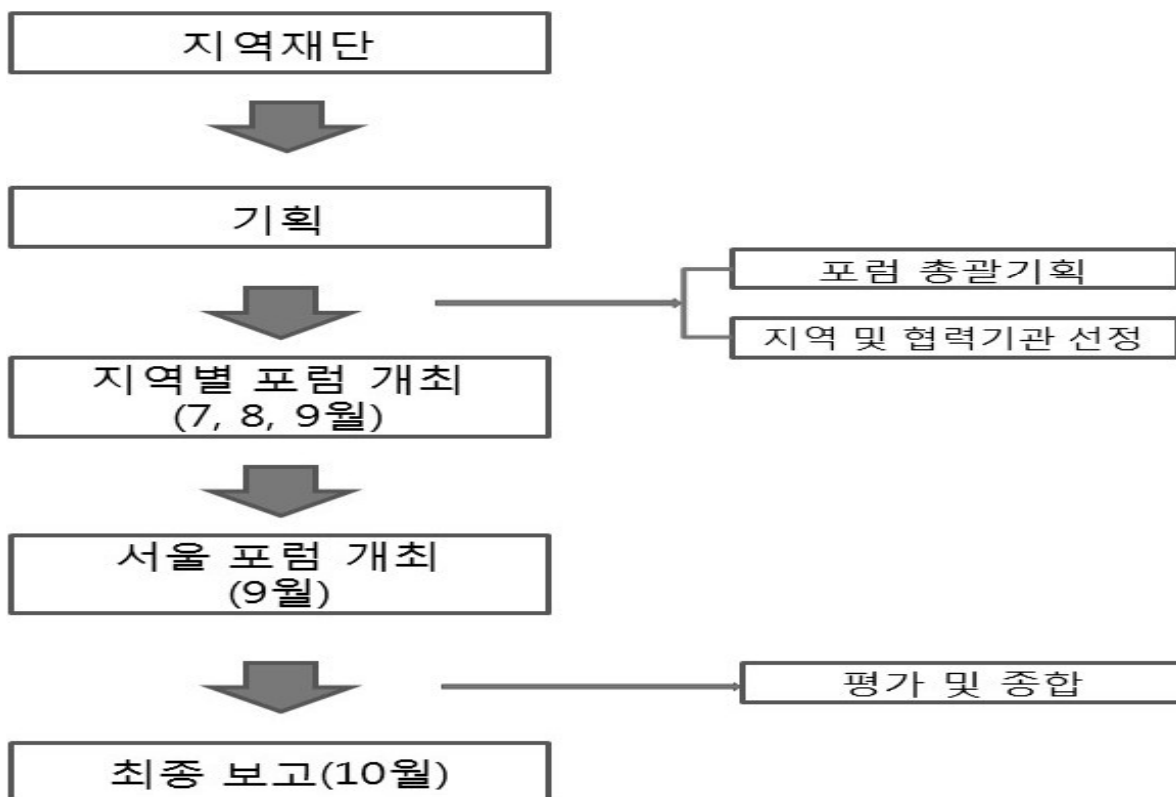 지역재단
기획
포럼 총괄기획
지역 및 협력기관 선정
지역별 포럼 개최
(7, 8, 9월)
서울 포럼 개최
(9월)
평가 및 종합
최종 보고(10월)